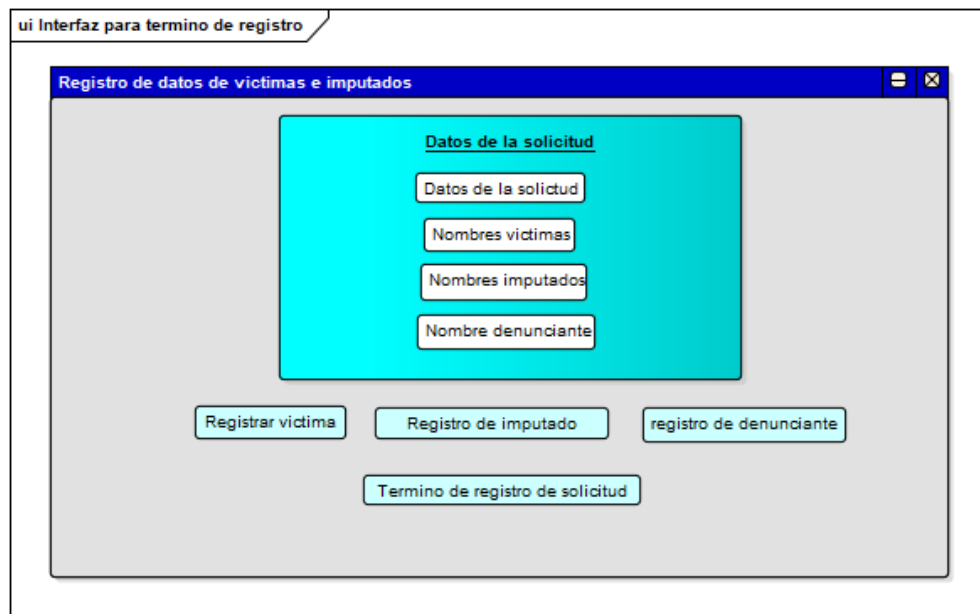 ui Interfaz para termino de registro
Registro de datos de victimas e imputados
Datos de la solicitud
Datos de la solictud
Nombres victimas
Nombres imputados
Nombre denunciante
Registrar victima
Registro de imputado
registro de denunciante
Termino de registro de solicitud